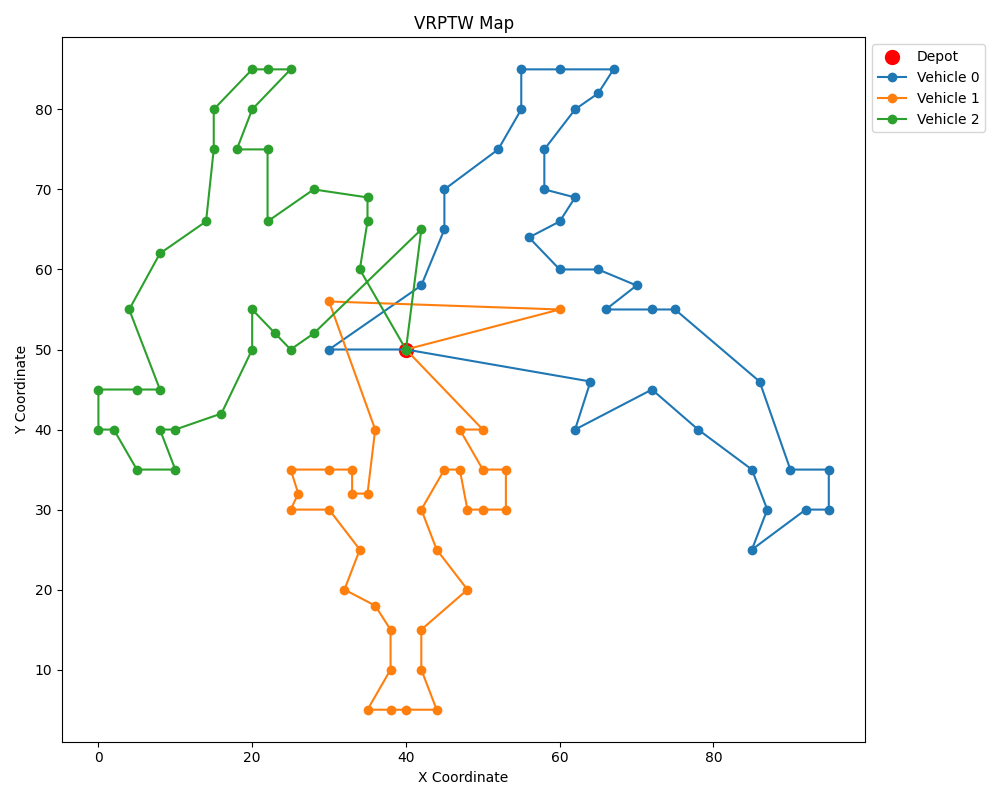 VRPTW Map
Depot
Vehicle 0
Vehicle 1
Vehicle 2
Y Coordinate
80
70
60
50
40
30
20
10
0 20 40 60 80
X Coordinate